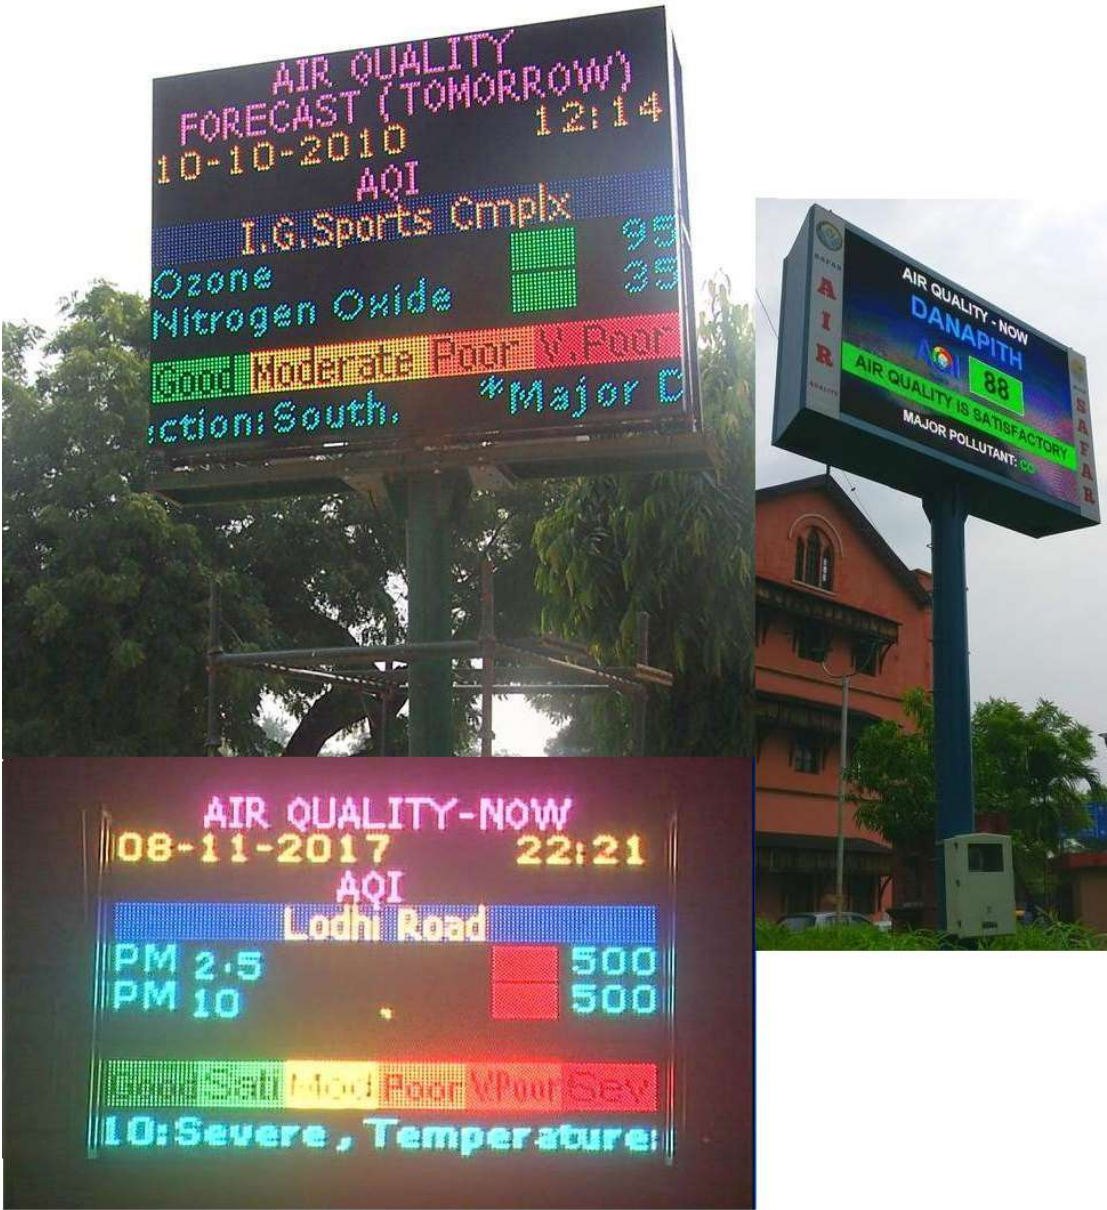 AIR QUALITY
FORECAST (TOMORROW)
10-10-2010 12:14
AQI
I.G.Sports Cmplx
Ozone 95
Nitrogen Oxide 35
Good Moderate Poor V.Poor
ction:South, *Major D
SAFAR
AIR
QUALITY
AIR QUALITY - NOW
DANAPITH
AQI 88
AIR QUALITY IS SATISFACTORY
MAJOR POLLUTANT: CO
SAFAR
AIR QUALITY-NOW
08-11-2017 22:21
AQI
Lodhi Road
PM 2.5 500
PM 10 500
Good Sati Mod Poor V.Poor Sev
10:Severe, Temperature: